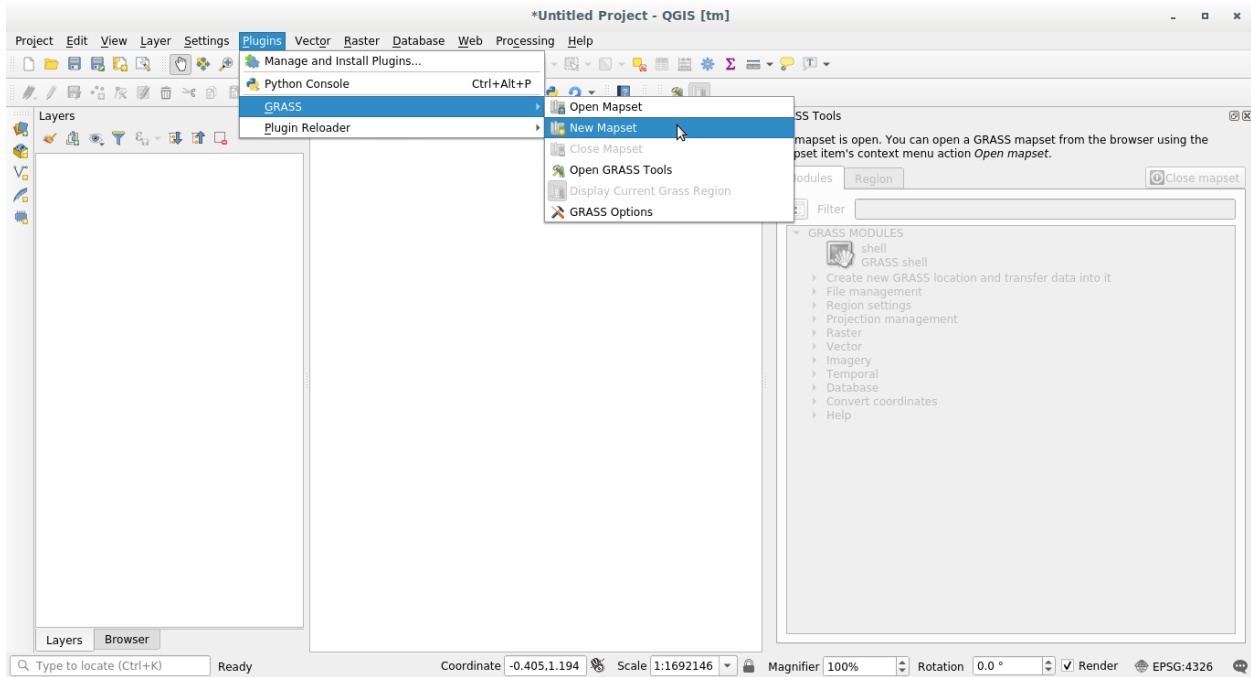 *Untitled Project - QGIS [tm]
Project Edit View Layer Settings Plugins Vector Raster Database Web Processing Help
Manage and Install Plugins...
Python Console Ctrl+Alt+P
GRASS
Plugin Reloader
Open Mapset
New Mapset
Close Mapset
Open GRASS Tools
Display Current Grass Region
GRASS Options
Layers
SS Tools
mapset is open. You can open a GRASS mapset from the browser using the
pset item's context menu action Open mapset.
odules Region Close mapset
Filter
GRASS MODULES
shell
GRASS shell
Create new GRASS location and transfer data into it
File management
Region settings
Projection management
Raster
Vector
Imagery
Temporal
Database
Convert coordinates
Help
Layers Browser
Type to locate (Ctrl+K) Ready Coordinate -0.405,1.194 Scale 1:1692146 Magnifier 100% Rotation 0.0 ° Render EPSG:4326